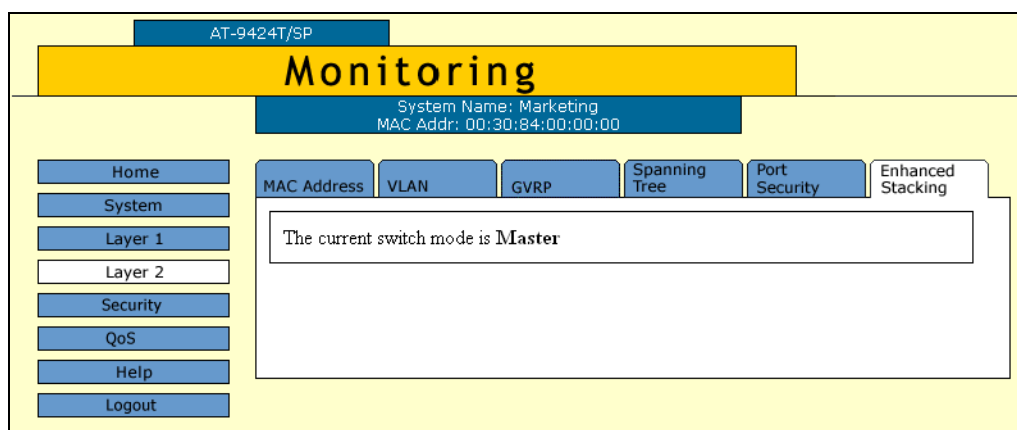 AT-9424T/SP
Monitoring
System Name: Marketing
MAC Addr: 00:30:84:00:00:00
Home
System
Layer 1
Layer 2
Security
QoS
Help
Logout
MAC Address
VLAN
GVRP
Spanning
Tree
Port
Security
Enhanced
Stacking
The current switch mode is Master